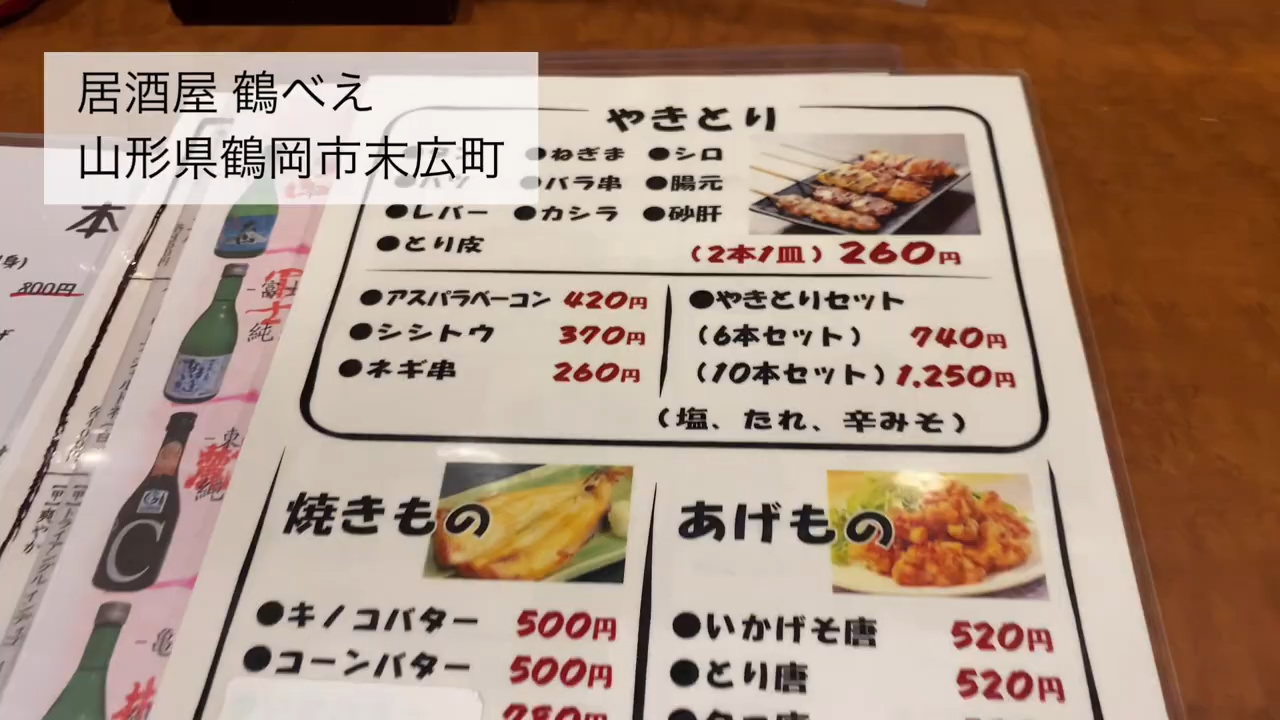 居酒屋 鶴べえ
山形県鶴岡市末広町
やきとり
●ねぎま ●シロ
●バラ串 ●腸元
●レバー ●カシラ ●砂肝
●とり皮
(2本1皿) 260円
●アスパラベーコン 420円
●シシトウ 370円
●ネギ串 260円
●やきとりセット
(6本セット) 740円
(10本セット) 1,250円
(塩、たれ、辛みそ)
焼きもの
●キノコバター 500円
●コーンバター 500円
780円
あげもの
●いかげそ唐 520円
●とり唐 520円
本
800円
C